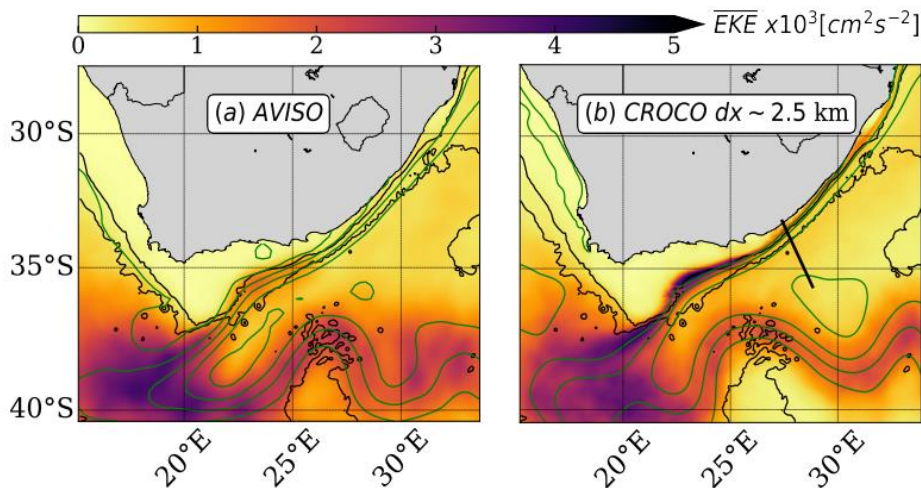 0 1 2 3 4 5 \overline{EKE} x10³[cm²s⁻²]
(a) AVISO (b) CROCO dx ~ 2.5 km
30°S
35°S
40°S
20°E 25°E 30°E 20°E 25°E 30°E